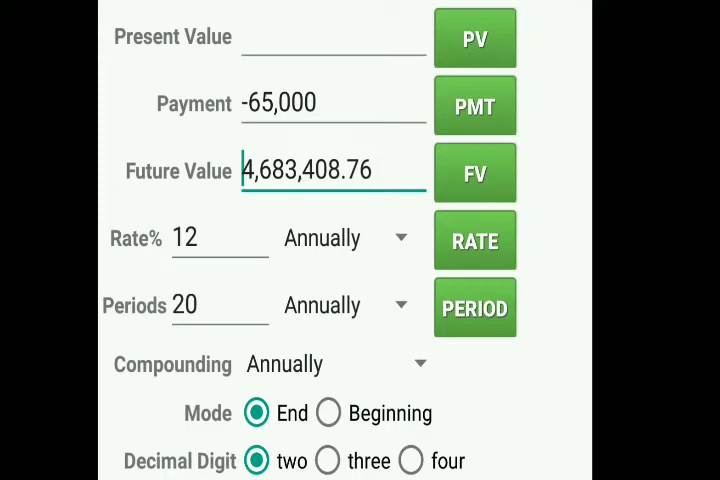 Present Value PV
Payment -65,000 PMT
Future Value 4,683,408.76 FV
Rate% 12 Annually RATE
Periods 20 Annually PERIOD
Compounding Annually
Mode End Beginning
Decimal Digit two three four